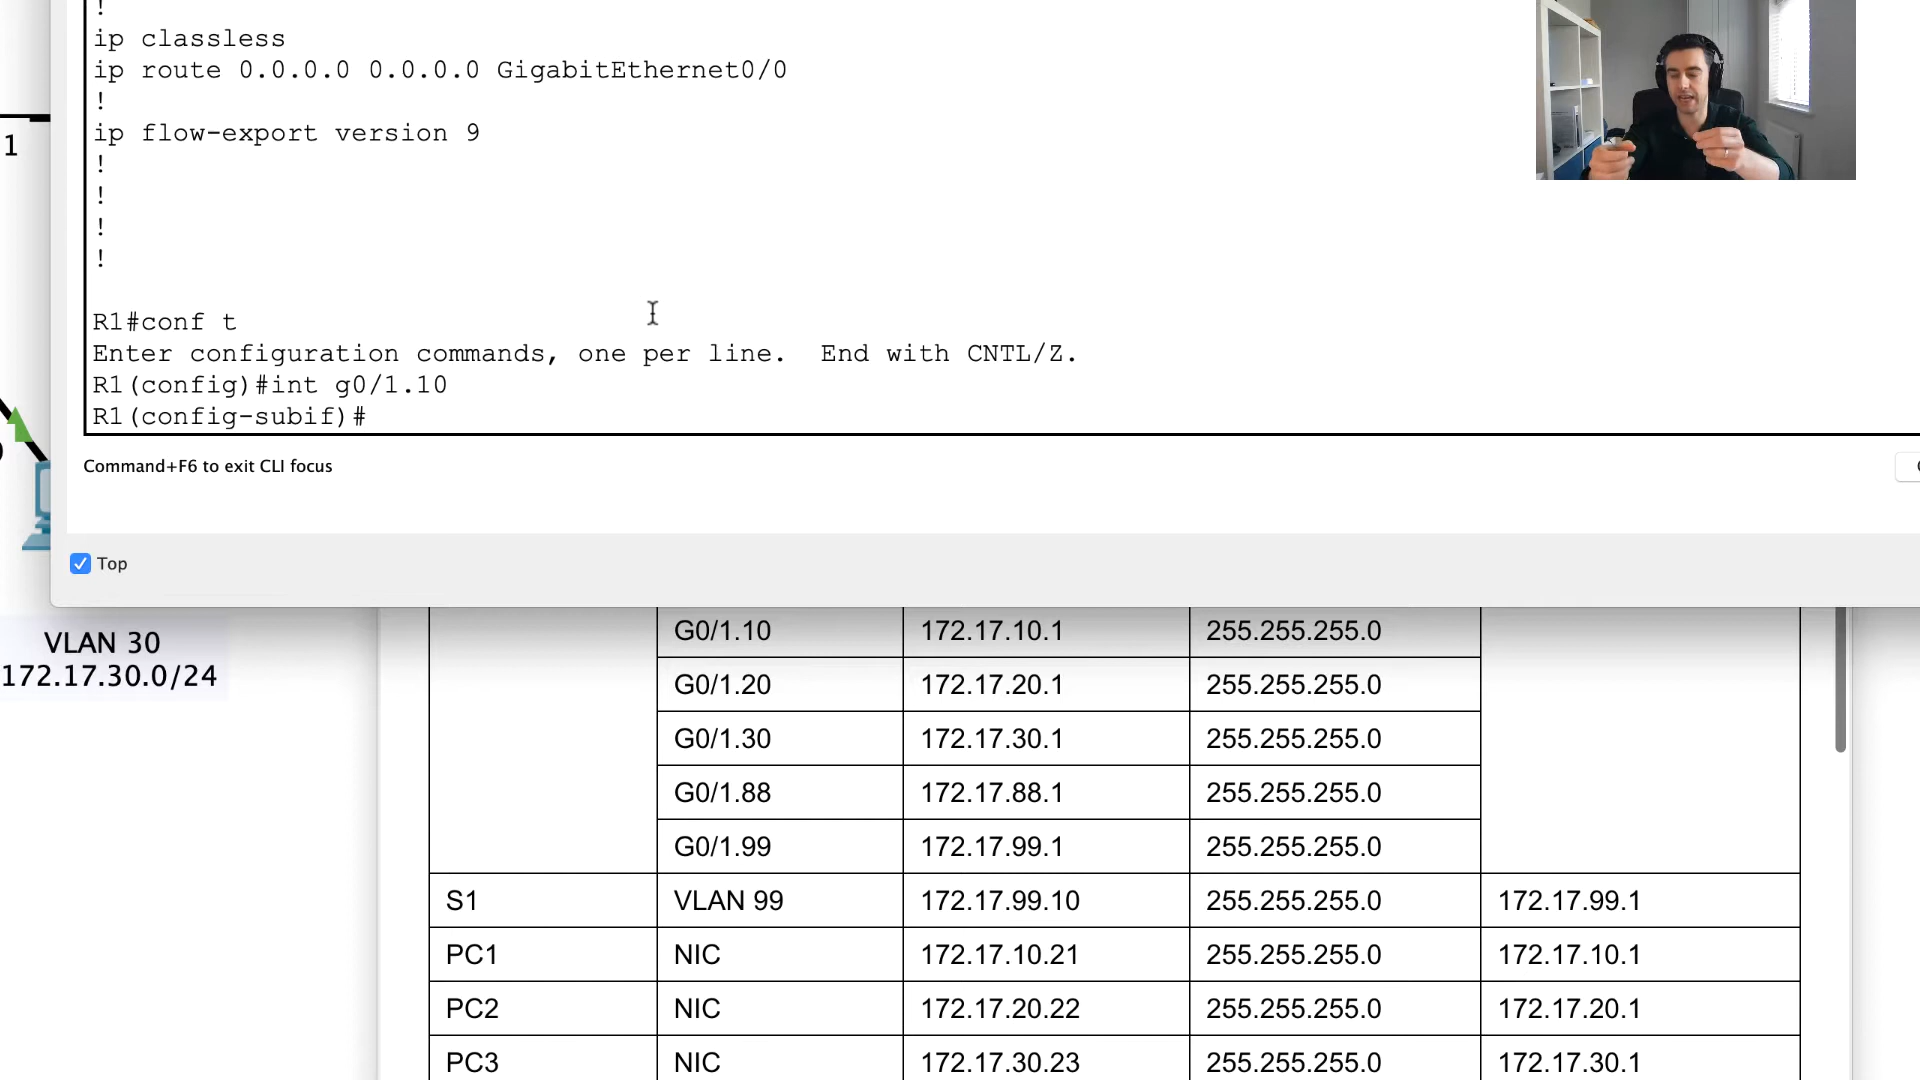 !
ip classless
ip route 0.0.0.0 0.0.0.0 GigabitEthernet0/0
!
ip flow-export version 9
!
!
!
!
R1#conf t
Enter configuration commands, one per line.  End with CNTL/Z.
R1(config)#int g0/1.10
R1(config-subif)#
Command+F6 to exit CLI focus
Top
1
VLAN 30
172.17.30.0/24
G0/1.10 172.17.10.1 255.255.255.0
G0/1.20 172.17.20.1 255.255.255.0
G0/1.30 172.17.30.1 255.255.255.0
G0/1.88 172.17.88.1 255.255.255.0
G0/1.99 172.17.99.1 255.255.255.0
S1 VLAN 99 172.17.99.10 255.255.255.0 172.17.99.1
PC1 NIC 172.17.10.21 255.255.255.0 172.17.10.1
PC2 NIC 172.17.20.22 255.255.255.0 172.17.20.1
PC3 NIC 172.17.30.23 255.255.255.0 172.17.30.1